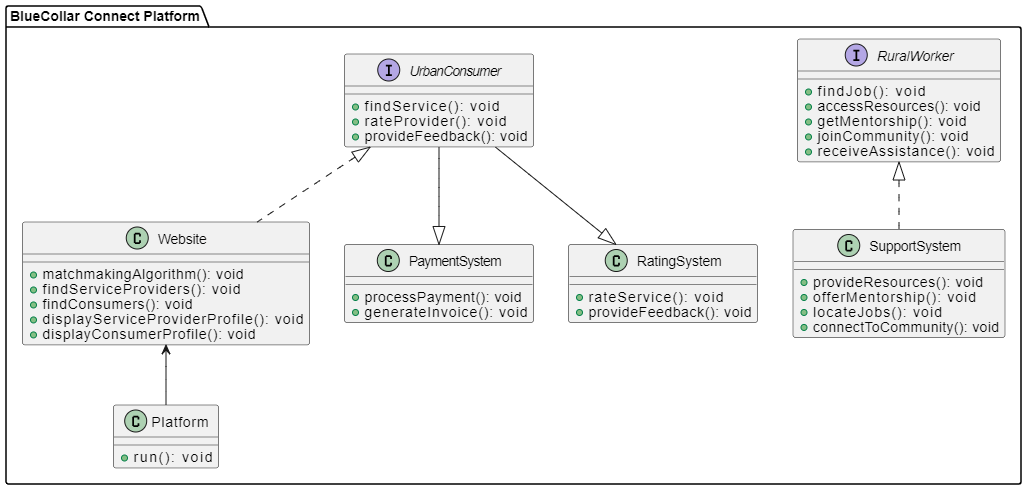 BlueCollar Connect Platform
I UrbanConsumer
findService(): void
rateProvider(): void
provideFeedback(): void
I RuralWorker
findJob(): void
accessResources(): void
getMentorship(): void
joinCommunity(): void
receiveAssistance(): void
C Website
matchmakingAlgorithm(): void
findServiceProviders(): void
findConsumers(): void
displayServiceProviderProfile(): void
displayConsumerProfile(): void
C PaymentSystem
processPayment(): void
generateInvoice(): void
C RatingSystem
rateService(): void
provideFeedback(): void
C SupportSystem
provideResources(): void
offerMentorship(): void
locateJobs(): void
connectToCommunity(): void
C Platform
run(): void